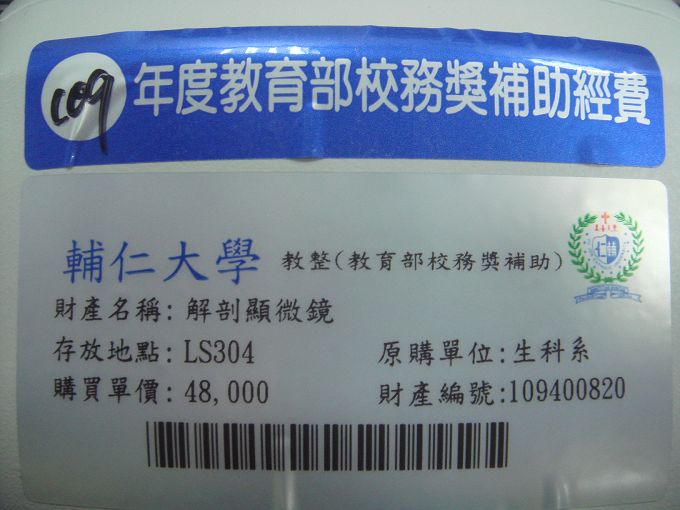 109年度教育部校務獎補助經費
輔仁大學 教整(教育部校務獎補助)
財產名稱: 解剖顯微鏡
存放地點: LS304 原購單位: 生科系
購買單價: 48,000 財產編號:109400820